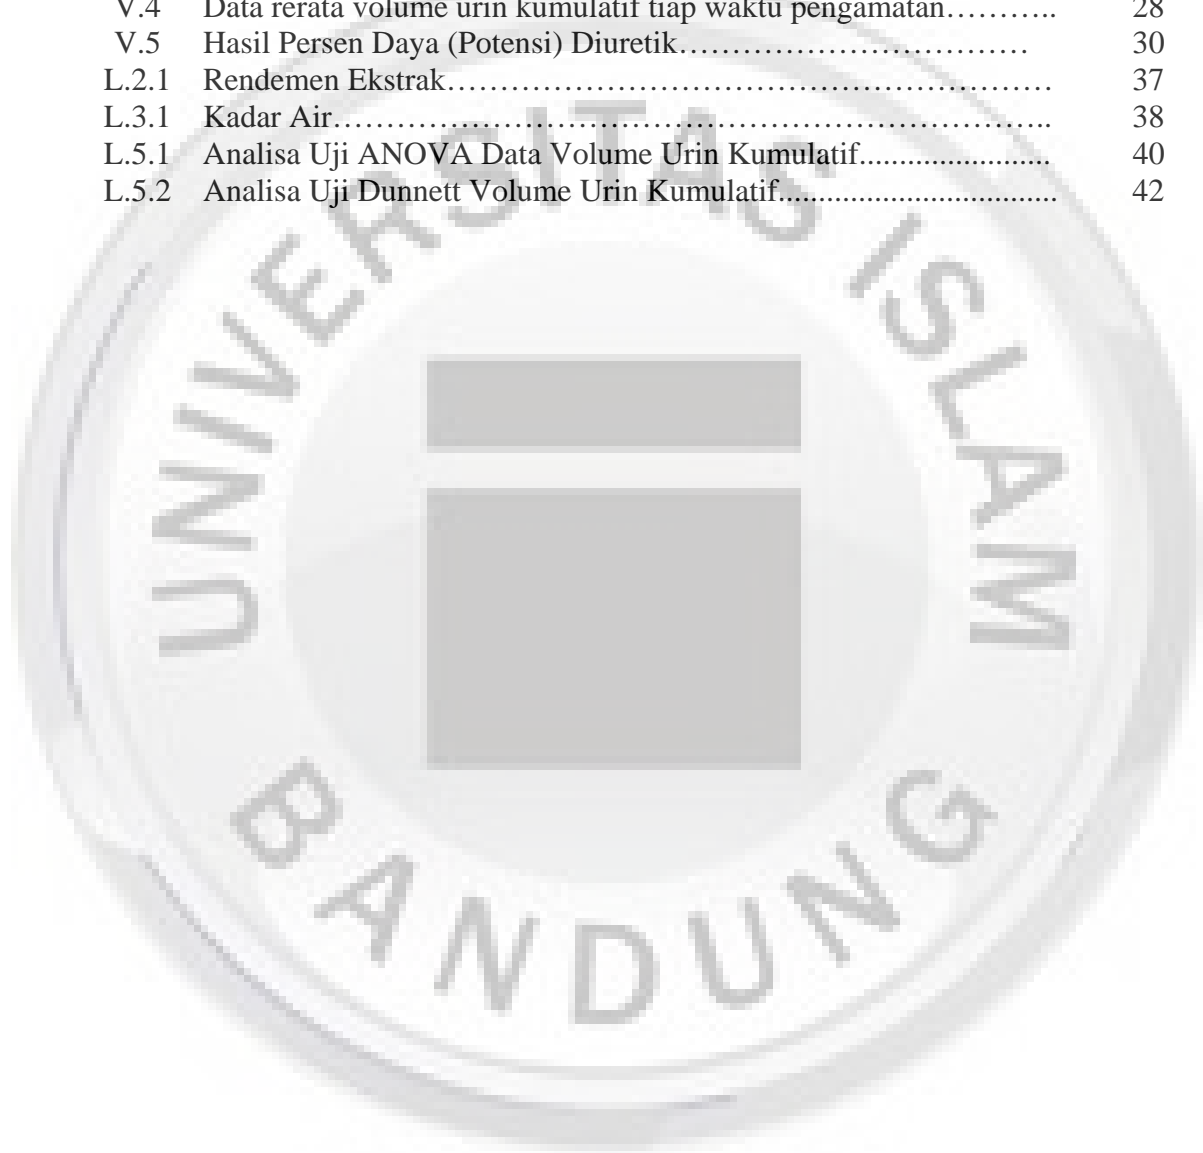 V.4 Data rerata volume urin kumulatif tiap waktu pengamatan……….. 28
V.5 Hasil Persen Daya (Potensi) Diuretik…………………………… 30
L.2.1 Rendemen Ekstrak………………………………………………… 37
L.3.1 Kadar Air………………………………………………………….. 38
L.5.1 Analisa Uji ANOVA Data Volume Urin Kumulatif....................... 40
L.5.2 Analisa Uji Dunnett Volume Urin Kumulatif................................. 42
UNIVERSITAS ISLAM
BANDUNG